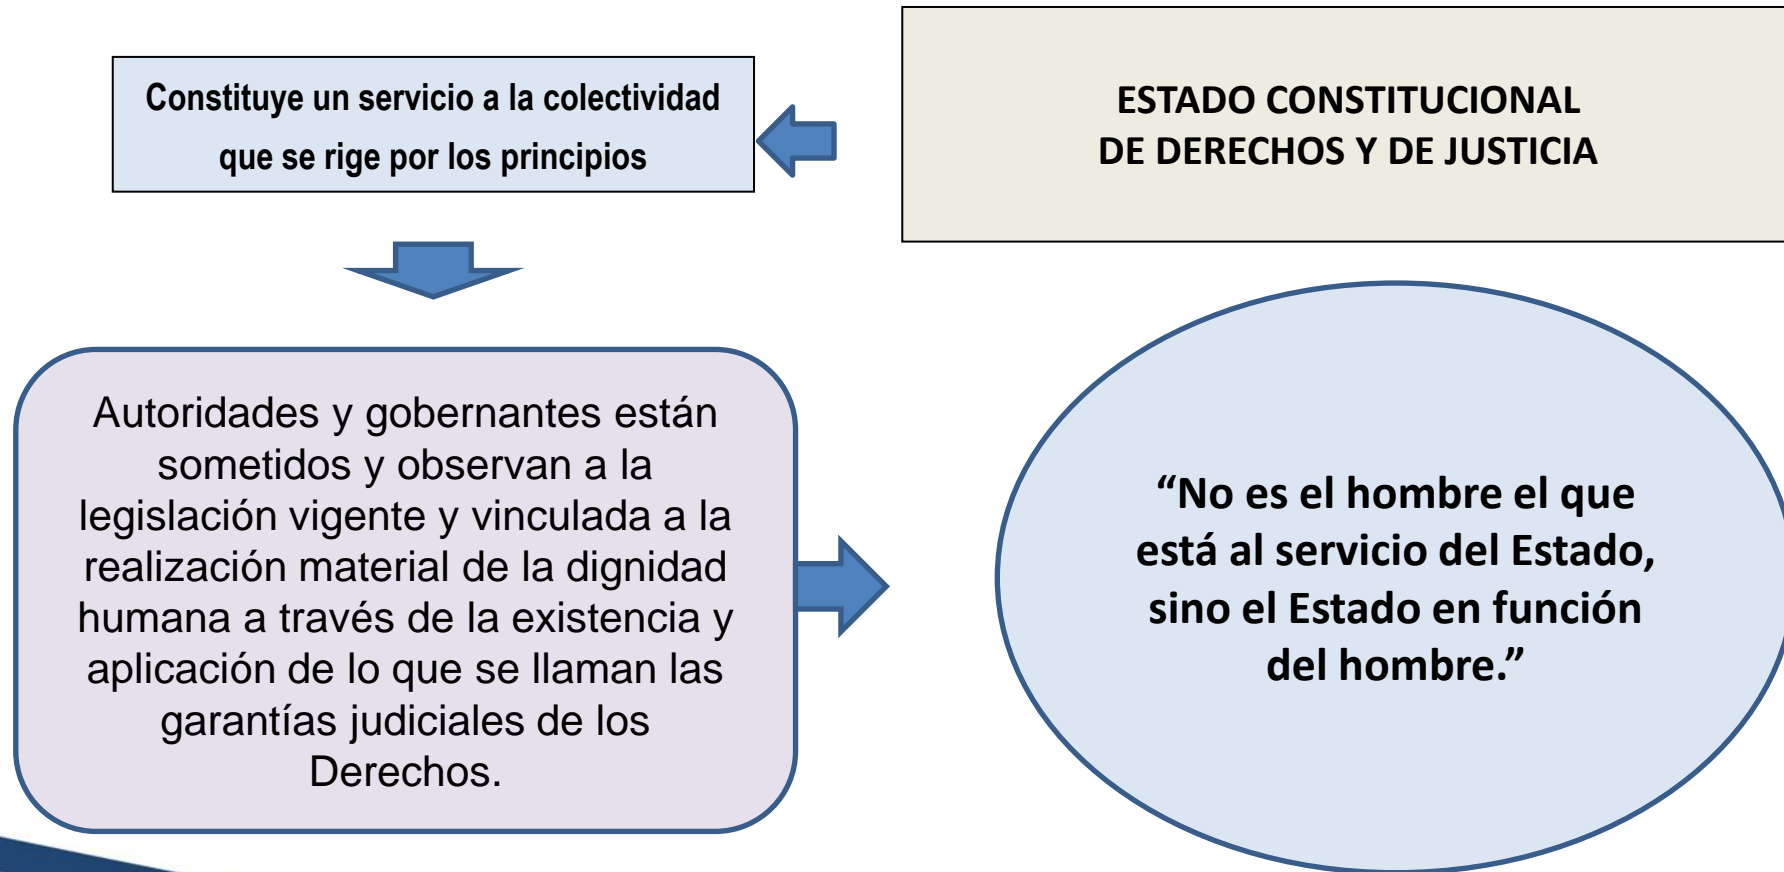 ESTADO CONSTITUCIONAL
DE DERECHOS Y DE JUSTICIA
Constituye un servicio a la colectividad
que se rige por los principios
Autoridades y gobernantes están
sometidos y observan a la
legislación vigente y vinculada a la
realización material de la dignidad
humana a través de la existencia y
aplicación de lo que se llaman las
garantías judiciales de los
Derechos.
“No es el hombre el que
está al servicio del Estado,
sino el Estado en función
del hombre.”